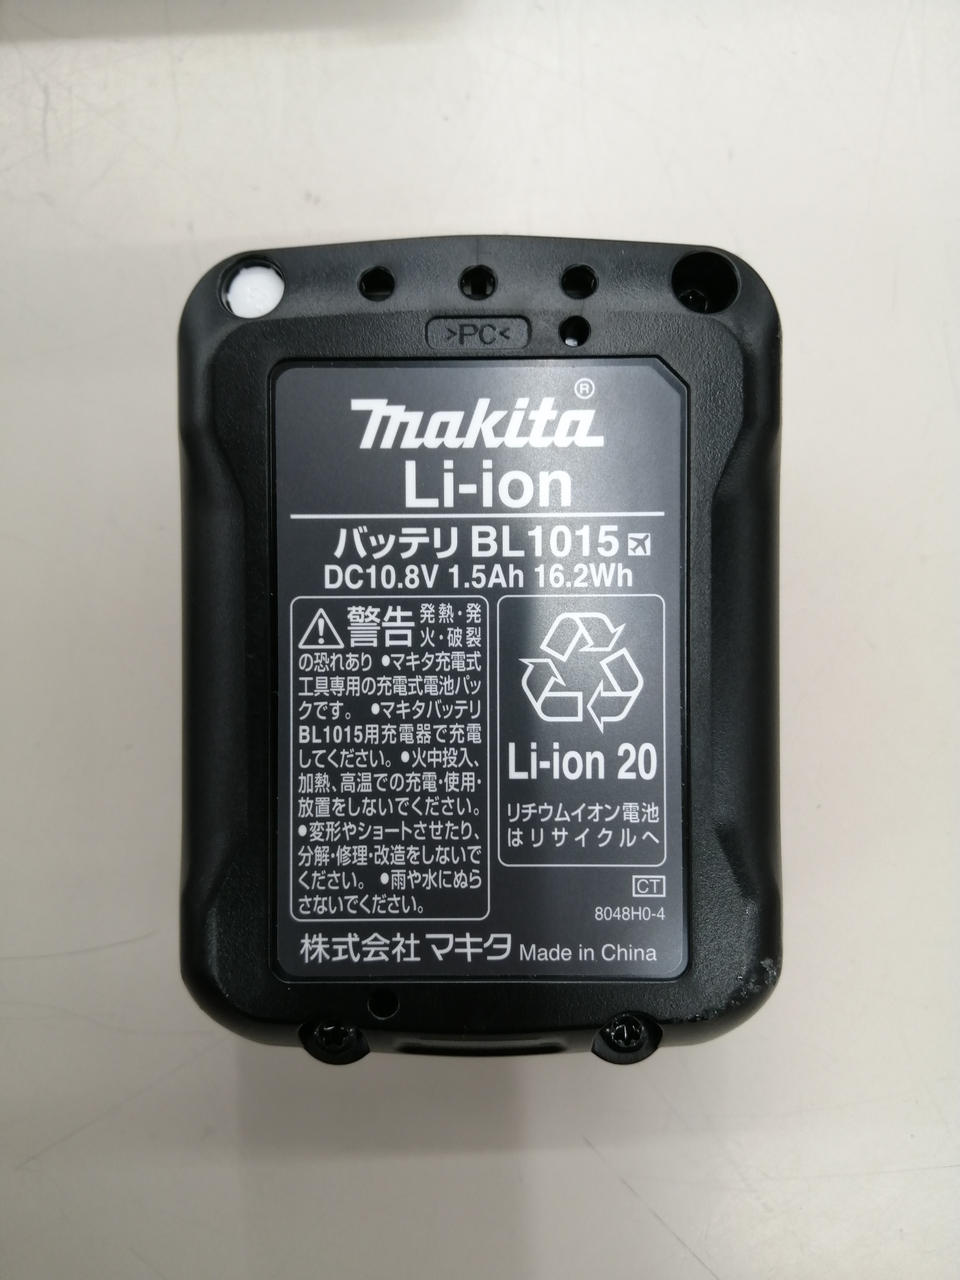 >PC<
makita®
Li-ion
バッテリ BL1015
DC10.8V 1.5Ah 16.2Wh
警告 発熱・発
火・破裂
の恐れあり ●マキタ充電式
工具専用の充電式電池パッ
クです。 ●マキタバッテリ
BL1015用充電器で充電
してください。●火中投入、
加熱、高温での充電・使用・
放置をしないでください。
●変形やショートさせたり、
分解・修理・改造をしないで
ください。 ●雨や水にぬら
さないでください。
Li-ion 20
リチウムイオン電池
はリサイクルへ
CT
8048H0-4
株式会社マキタ Made in China